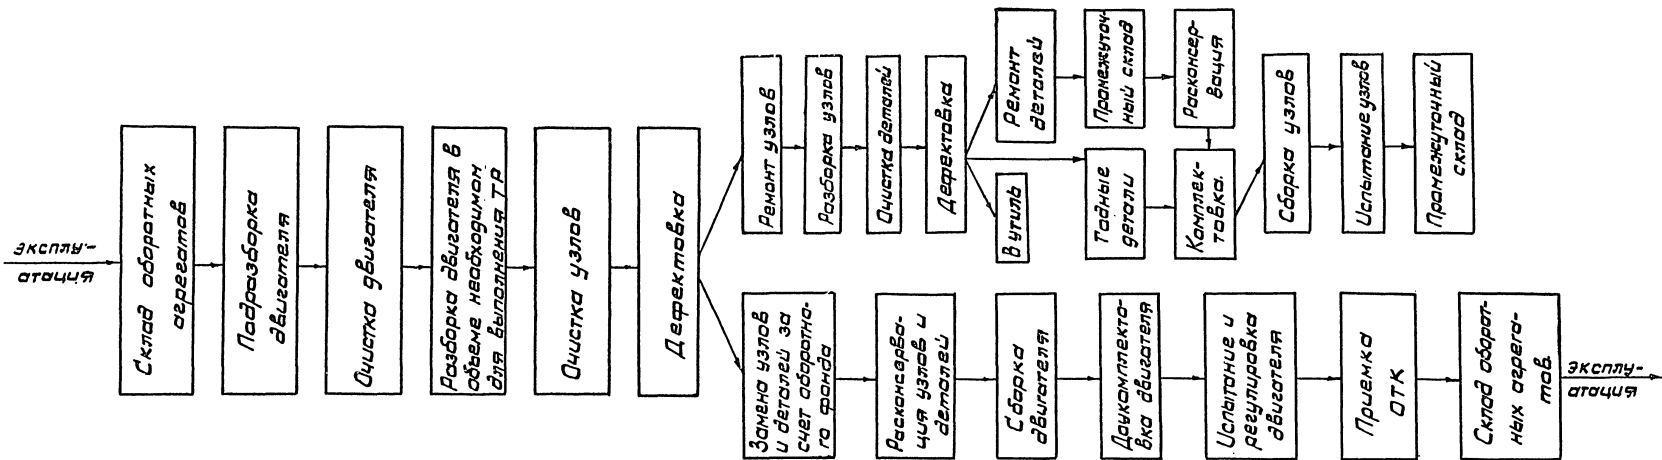 эксплу-
атация
Склад оборотных
агрегатов
Подразборка
двигателя
Очистка двигателя
Разборка двигателя в
объеме необходимом
для выполнения ТР
Очистка узлов
Дефектовка
Ремонт узлов
Разборка узлов
Очистка деталей
Дефектовка
Ремонт
деталей
Промежуточ-
ный склад
Расконсер-
вация
В утиль
Годные
детали
Комплек-
товка.
Сборка узлов
Испытание узлов
Промежуточный
склад
Замена узлов
и деталей за
счет оборотно-
го фонда
Расконсерва-
ция узлов и
деталей
Сборка
двигателя
Доукомплекто-
вка двигателя
Испытание и
регулировка
двигателя
Приемка
ОТК
Склад оборот-
ных агрега-
тов
эксплу-
атация